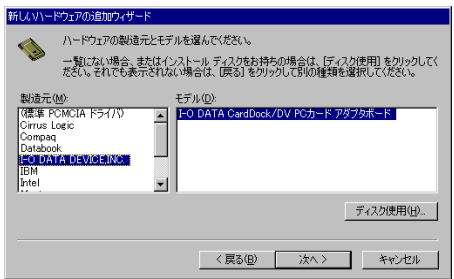 新しいハードウェアの追加ウィザード
ハードウェアの製造元とモデルを選んでください。
一覧にない場合、またはインストール ディスクをお持ちの場合は、[ディスク使用] をクリックしてく
ださい。それでも表示されない場合は、[戻る] をクリックして別の種類を選択してください。
製造元(M):
(標準 PCMCIA ドライバ)
Cirrus Logic
Compaq
Databook
I-O DATA DEVICE,INC.
IBM
Intel
モデル(D):
I-O DATA CardDock/DV PCカード アダプタボード
ディスク使用(H)...
< 戻る(B)
次へ >
キャンセル